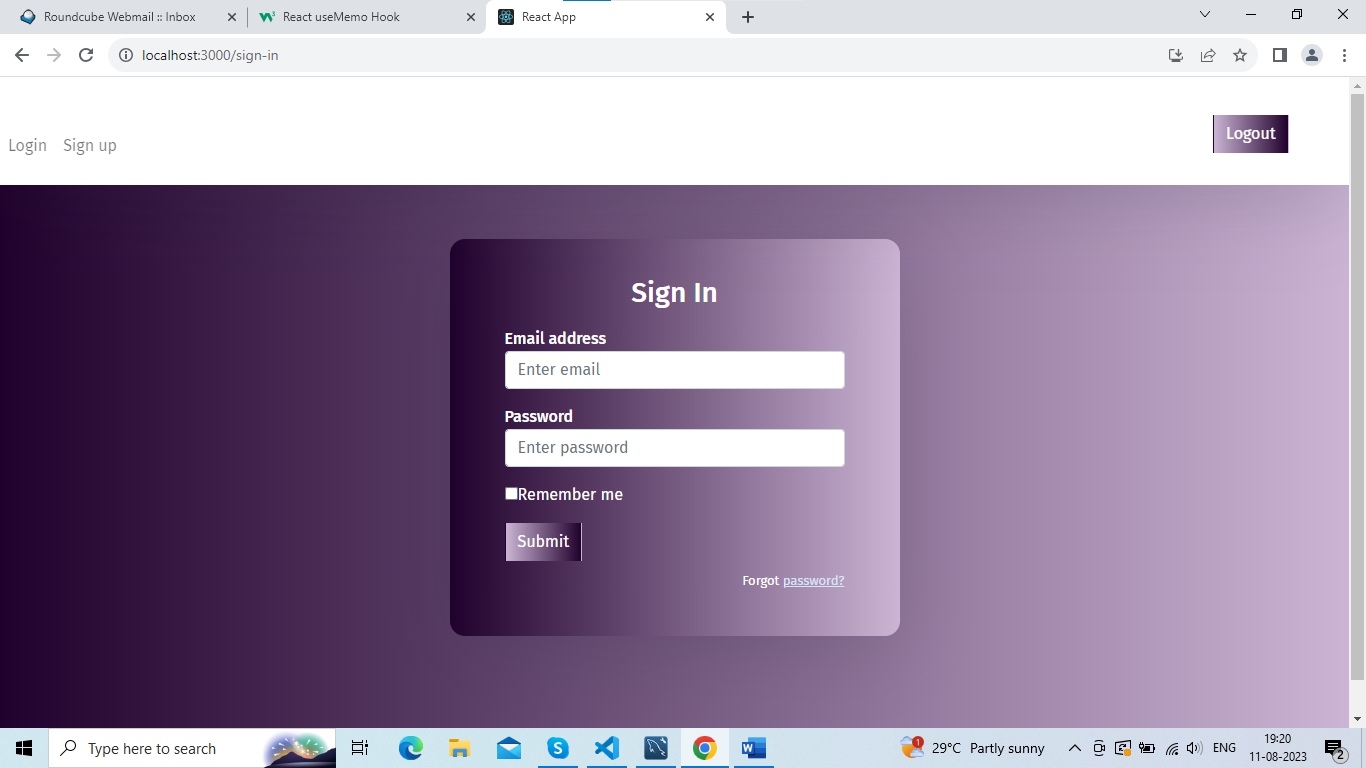 Roundcube Webmail :: Inbox
React useMemo Hook
React App
localhost:3000/sign-in
Login Sign up
Logout
Sign In
Email address
Enter email
Password
Enter password
Remember me
Submit
Forgot password?
Type here to search
1
29°C Partly sunny
ENG
19:20
11-08-2023
2